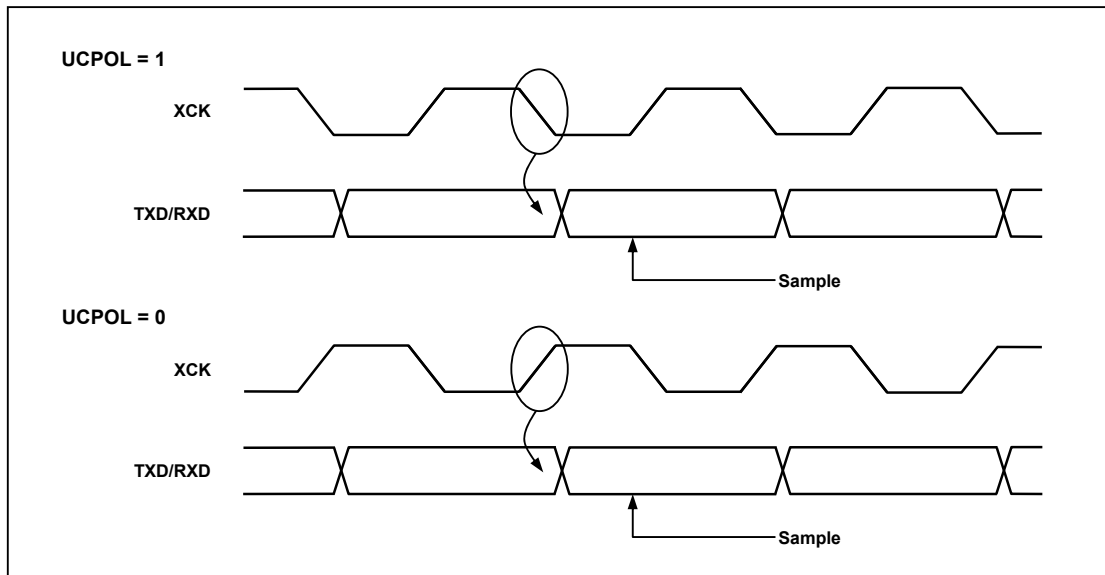 UCPOL = 1
XCK
TXD/RXD
Sample
UCPOL = 0
XCK
TXD/RXD
Sample